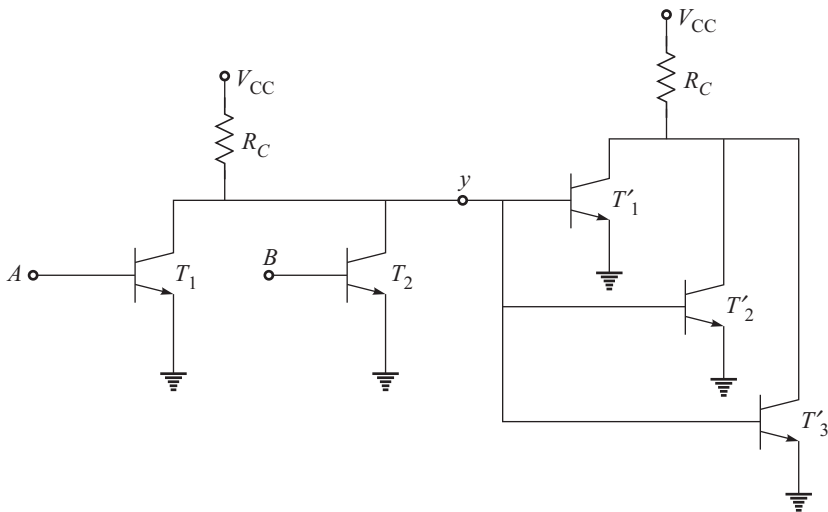 V_CC
R_C
V_CC
R_C
y
T'_1
A
T_1
B
T_2
T'_2
T'_3